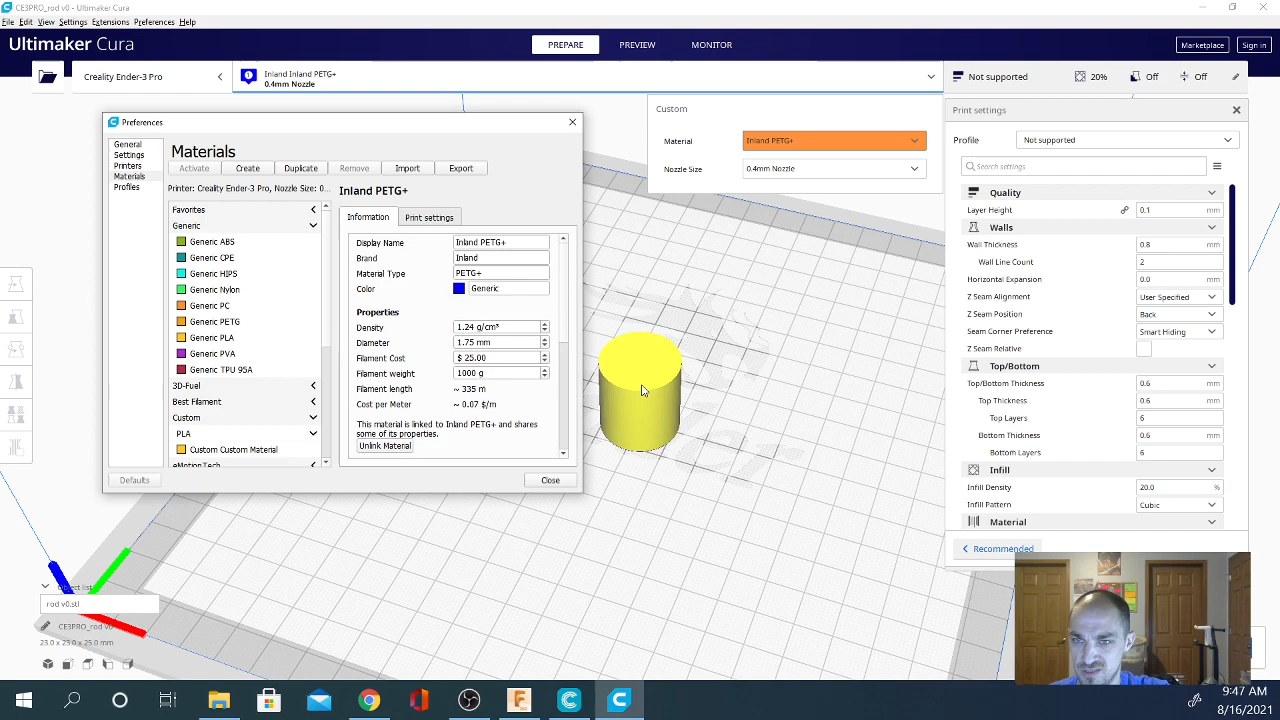 CE3PRO_rod v0 - Ultimaker Cura
File Edit View Settings Extensions Preferences Help
Ultimaker Cura
PREPARE PREVIEW MONITOR
Marketplace Sign in
Creality Ender-3 Pro
1 Inland Inland PETG+
0.4mm Nozzle
Not supported 20% Off Off
Custom
Material Inland PETG+
Nozzle Size 0.4mm Nozzle
Preferences
General
Settings
Printers
Materials
Profiles
Defaults
Materials
Activate Create Duplicate Remove Import Export
Printer: Creality Ender-3 Pro, Nozzle Size: 0...
Favorites
Generic
Generic ABS
Generic CPE
Generic HIPS
Generic Nylon
Generic PC
Generic PETG
Generic PLA
Generic PVA
Generic TPU 95A
3D-Fuel
Best Filament
Custom
PLA
Custom Custom Material
eMotionTech
Inland PETG+
Information Print settings
Display Name Inland PETG+
Brand Inland
Material Type PETG+
Color Generic
Properties
Density 1.24 g/cm³
Diameter 1.75 mm
Filament Cost $ 25.00
Filament weight 1000 g
Filament length ~ 335 m
Cost per Meter ~ 0.07 $/m
This material is linked to Inland PETG+ and shares
some of its properties.
Unlink Material
Close
Print settings
Profile Not supported
Search settings
Quality
Layer Height 0.1 mm
Walls
Wall Thickness 0.8 mm
Wall Line Count 2
Horizontal Expansion 0.0 mm
Z Seam Alignment User Specified
Z Seam Position Back
Seam Corner Preference Smart Hiding
Z Seam Relative
Top/Bottom
Top/Bottom Thickness 0.6 mm
Top Thickness 0.6 mm
Top Layers 6
Bottom Thickness 0.6 mm
Bottom Layers 6
Infill
Infill Density 20.0 %
Infill Pattern Cubic
Material
Recommended
Object list
rod v0.stl
CE3PRO_rod v0
23.0 x 23.0 x 25.0 mm
9:47 AM
8/16/2021